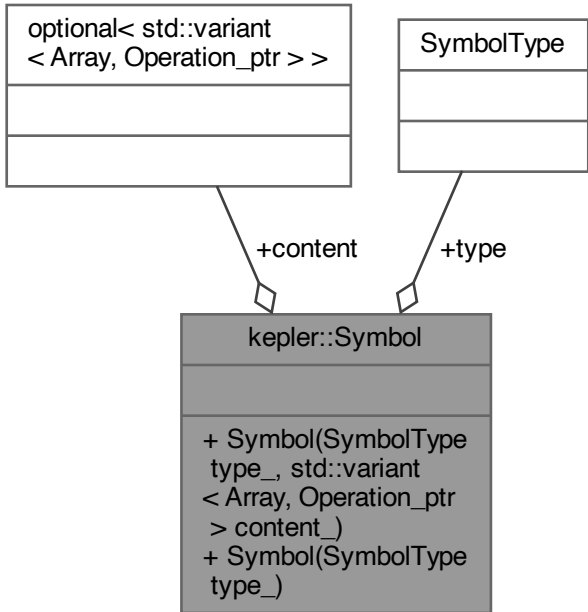 optional< std::variant
< Array, Operation_ptr > >
SymbolType
+content
+type
kepler::Symbol
+ Symbol(SymbolType
type_, std::variant
< Array, Operation_ptr
> content_)
+ Symbol(SymbolType
type_)